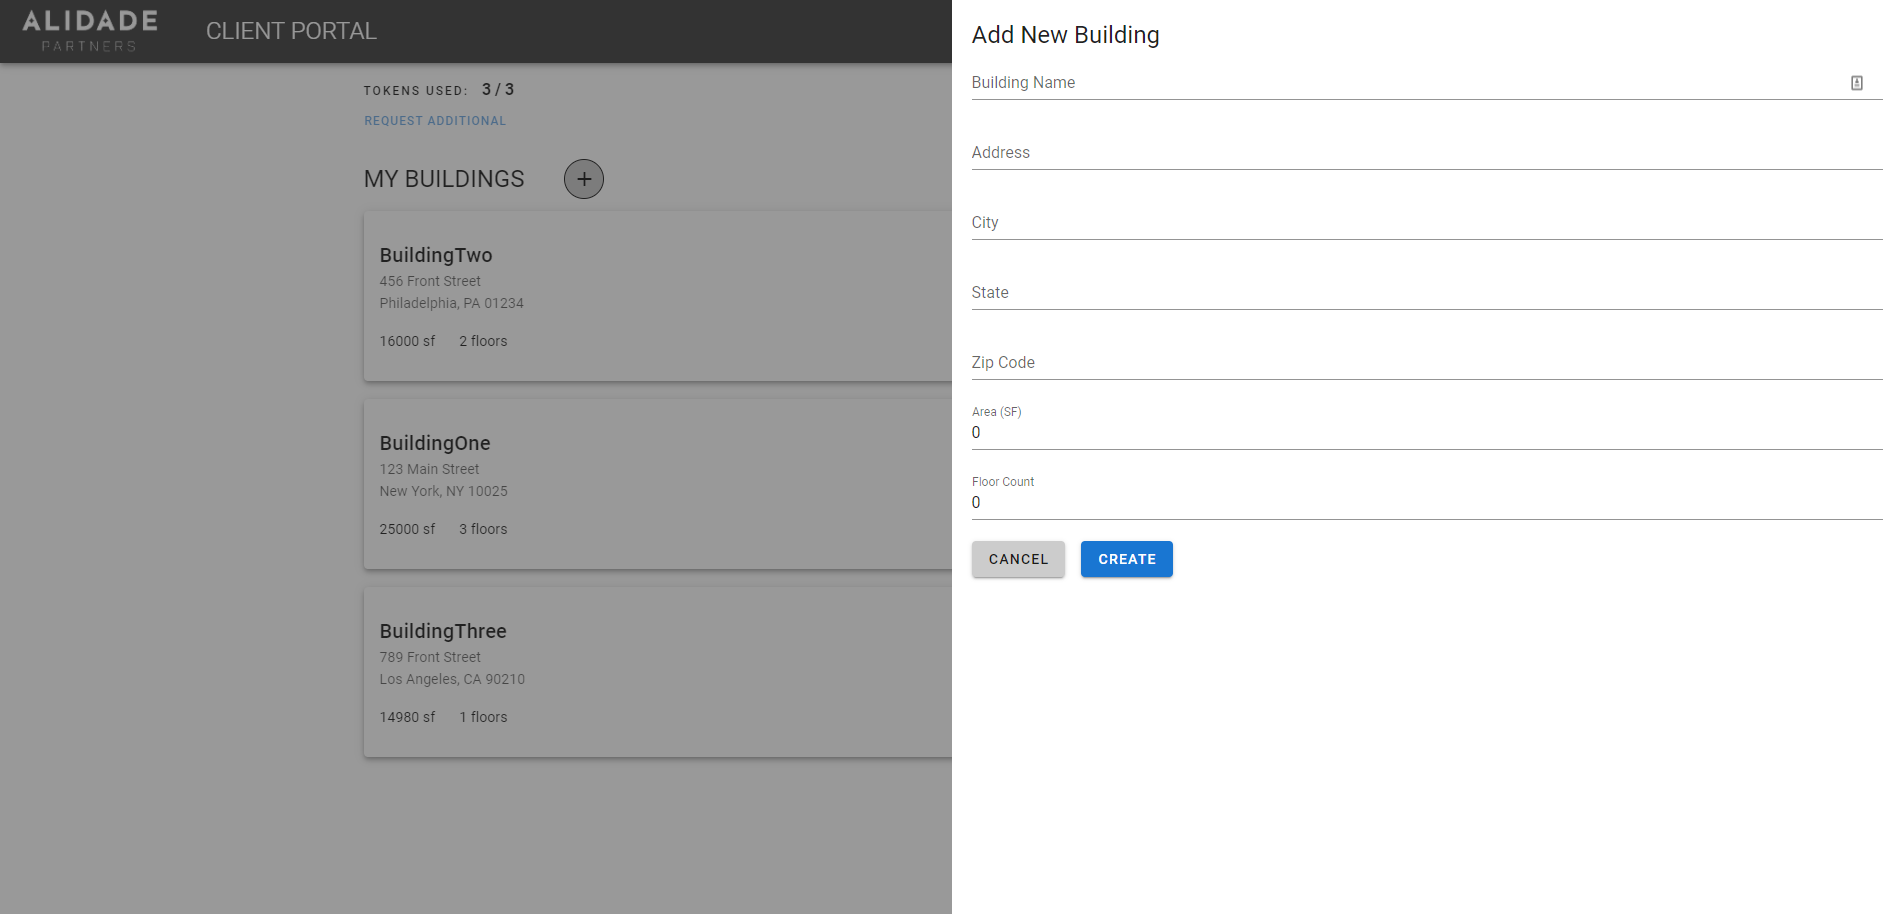 ALIDADE
PARTNERS
CLIENT PORTAL
TOKENS USED: 3 / 3
REQUEST ADDITIONAL
MY BUILDINGS +
BuildingTwo
456 Front Street
Philadelphia, PA 01234
16000 sf 2 floors
BuildingOne
123 Main Street
New York, NY 10025
25000 sf 3 floors
BuildingThree
789 Front Street
Los Angeles, CA 90210
14980 sf 1 floors
Add New Building
Building Name
Address
City
State
Zip Code
Area (SF)
0
Floor Count
0
CANCEL CREATE